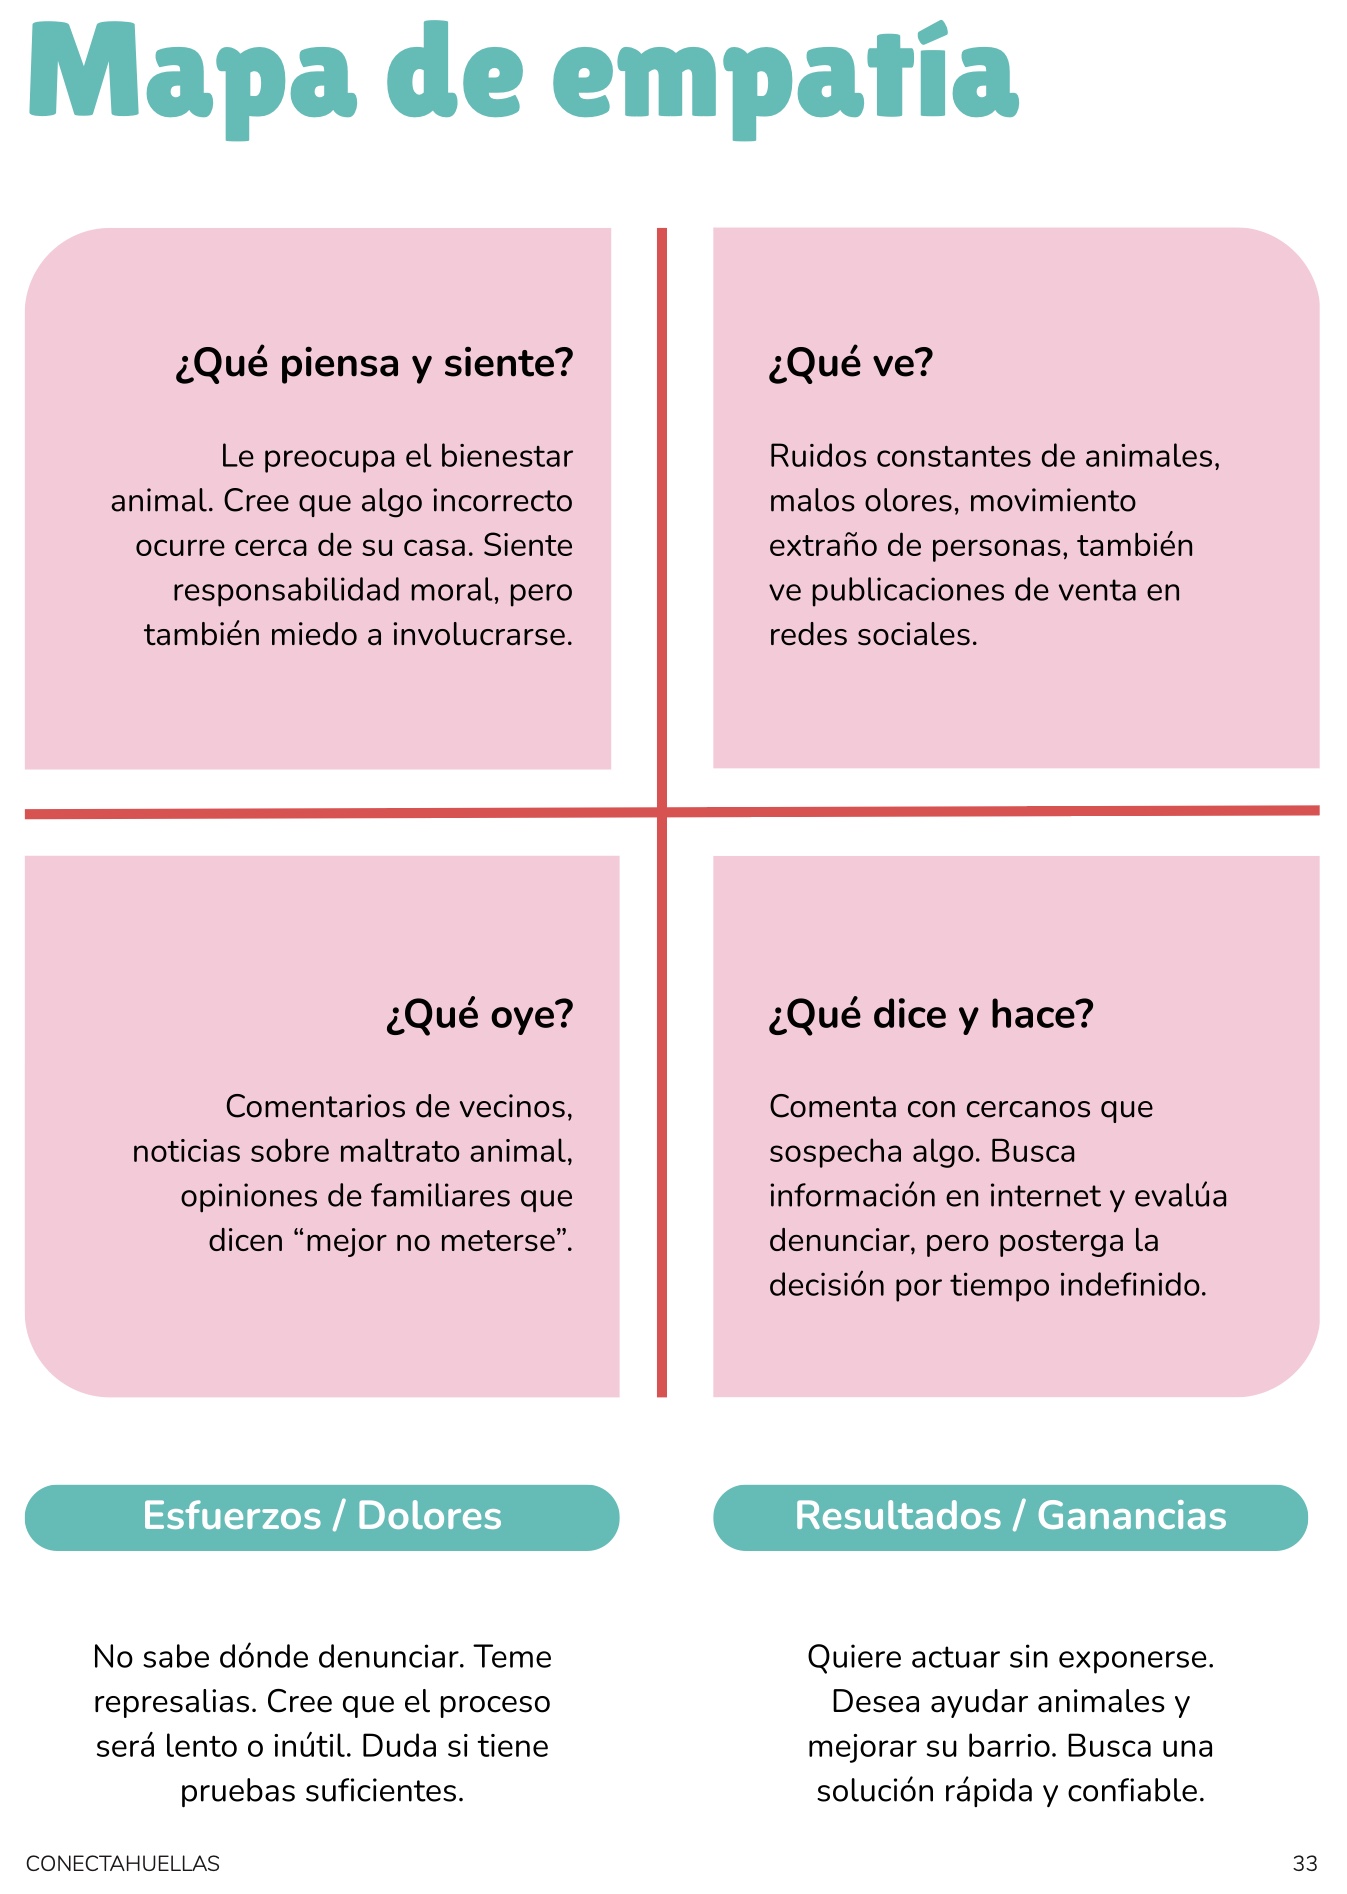 Mapa de empatía
¿Qué piensa y siente?
Le preocupa el bienestar
animal. Cree que algo incorrecto
ocurre cerca de su casa. Siente
responsabilidad moral, pero
también miedo a involucrarse.
¿Qué ve?
Ruidos constantes de animales,
malos olores, movimiento
extraño de personas, también
ve publicaciones de venta en
redes sociales.
¿Qué oye?
Comentarios de vecinos,
noticias sobre maltrato animal,
opiniones de familiares que
dicen “mejor no meterse”.
¿Qué dice y hace?
Comenta con cercanos que
sospecha algo. Busca
información en internet y evalúa
denunciar, pero posterga la
decisión por tiempo indefinido.
Esfuerzos / Dolores
No sabe dónde denunciar. Teme
represalias. Cree que el proceso
será lento o inútil. Duda si tiene
pruebas suficientes.
Resultados / Ganancias
Quiere actuar sin exponerse.
Desea ayudar animales y
mejorar su barrio. Busca una
solución rápida y confiable.
CONECTAHUELLAS
33